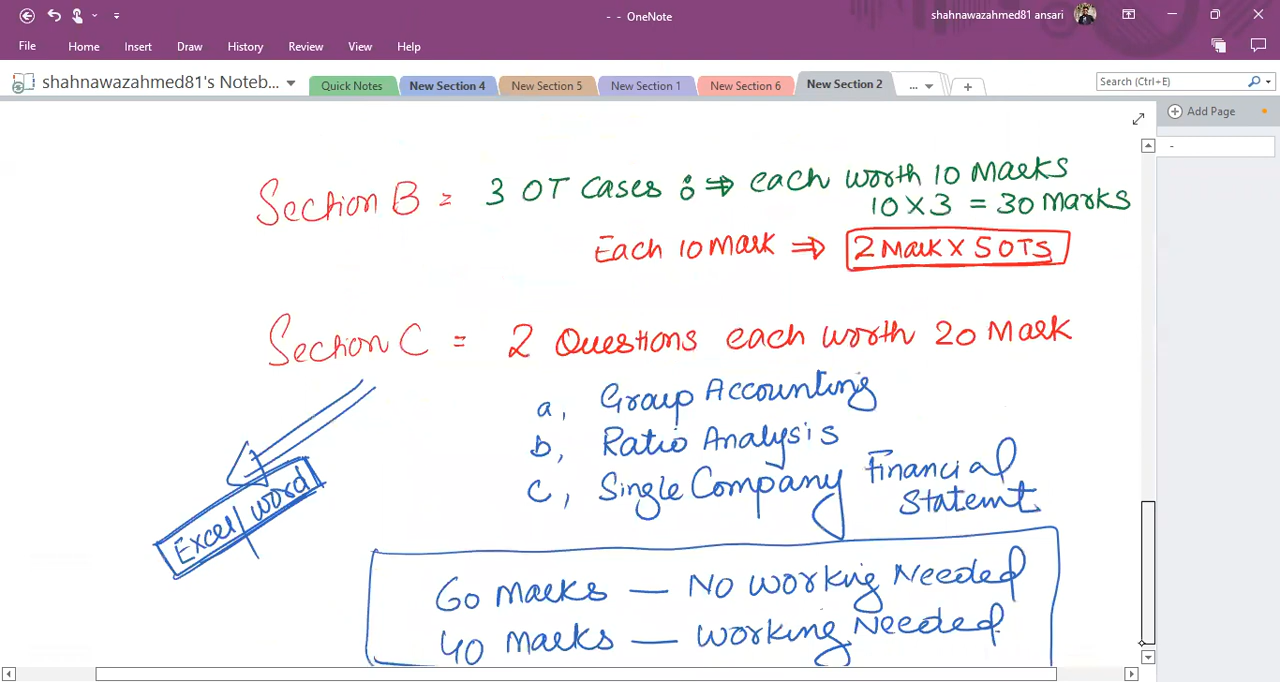 - - OneNote
shahnawazahmed81 ansari
File Home Insert Draw History Review View Help
shahnawazahmed81's Noteb... Quick Notes New Section 4 New Section 5 New Section 1 New Section 6 New Section 2 ... +
Search (Ctrl+E)
Add Page
-
Section B = 3 OT Cases : ⇒ each worth 10 Marks
10 X 3 = 30 Marks
Each 10 Mark ⇒ 2 Mark X 5 OTs
Section C = 2 Questions each worth 20 Mark
a, Group Accounting
b, Ratio Analysis
c, Single Company Financial
Statemt
Excel/word
60 Marks — No working Needed
40 Marks — working Needed